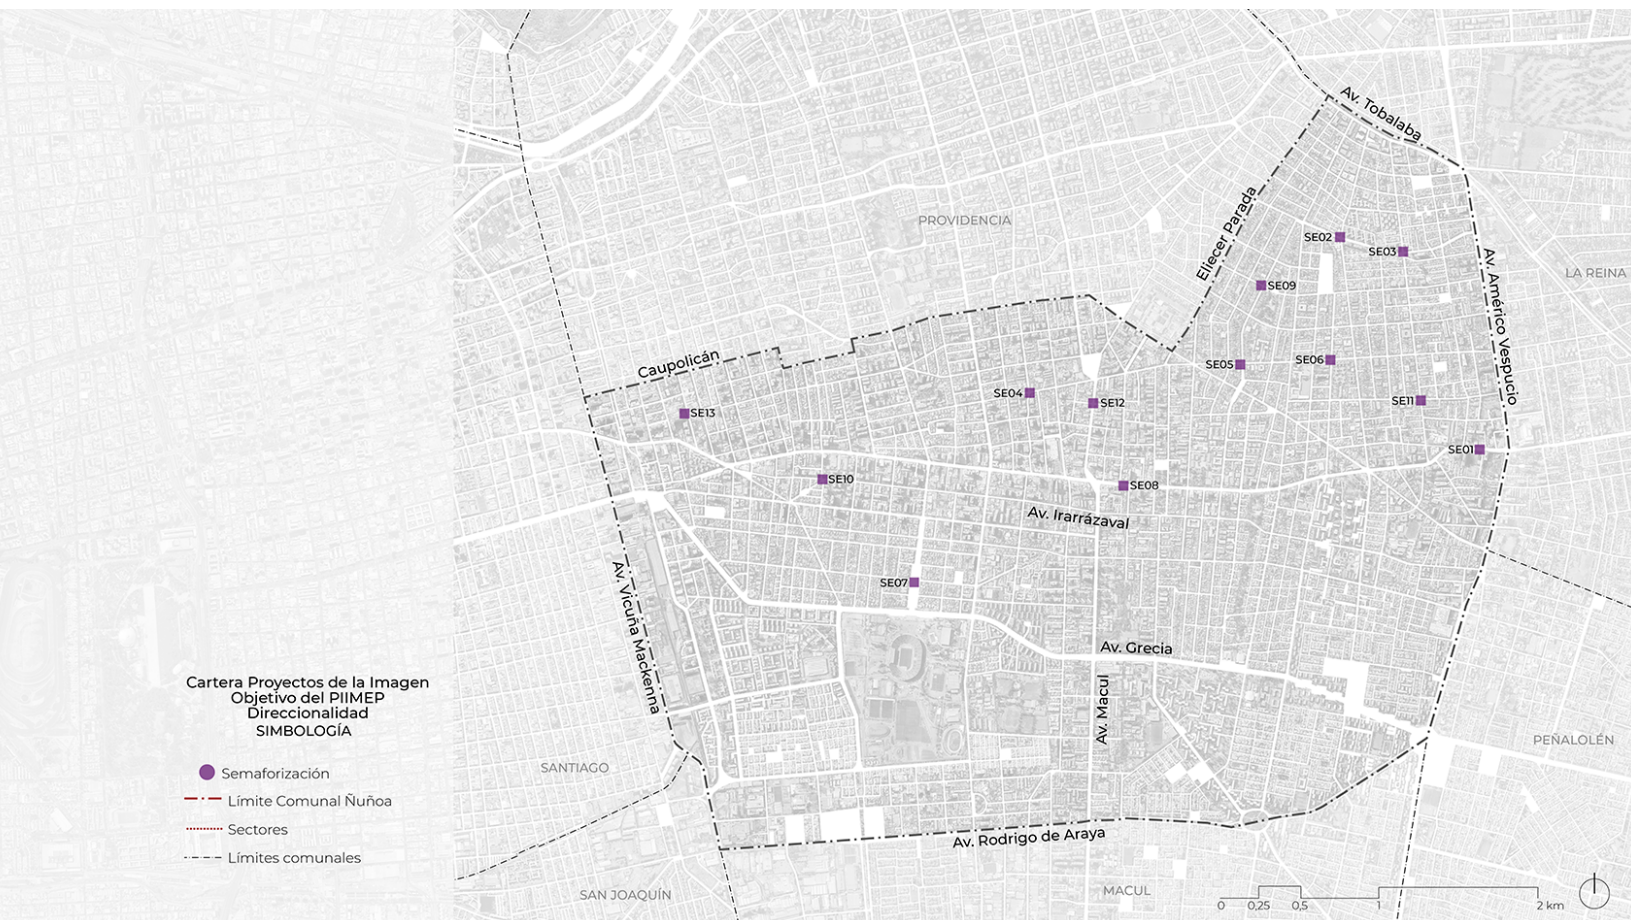 Av. Tobalaba
PROVIDENCIA
Eliecer Parada
SE02
SE03
Av. Américo Vespucio
LA REINA
SE09
Caupolicán
SE05
SE06
SE04
SE12
SE11
SE13
SE01
SE10
SE08
Av. Irarrázaval
SE07
Av. Vicuña Mackenna
Av. Grecia
Av. Macul
Cartera Proyectos de la Imagen
Objetivo del PIIMEP
Direccionalidad
SIMBOLOGÍA
Semaforización
Límite Comunal Ñuñoa
Sectores
Límites comunales
SANTIAGO
PEÑALOLÉN
Av. Rodrigo de Araya
SAN JOAQUÍN
MACUL
0 0,25 0,5 1 2 km